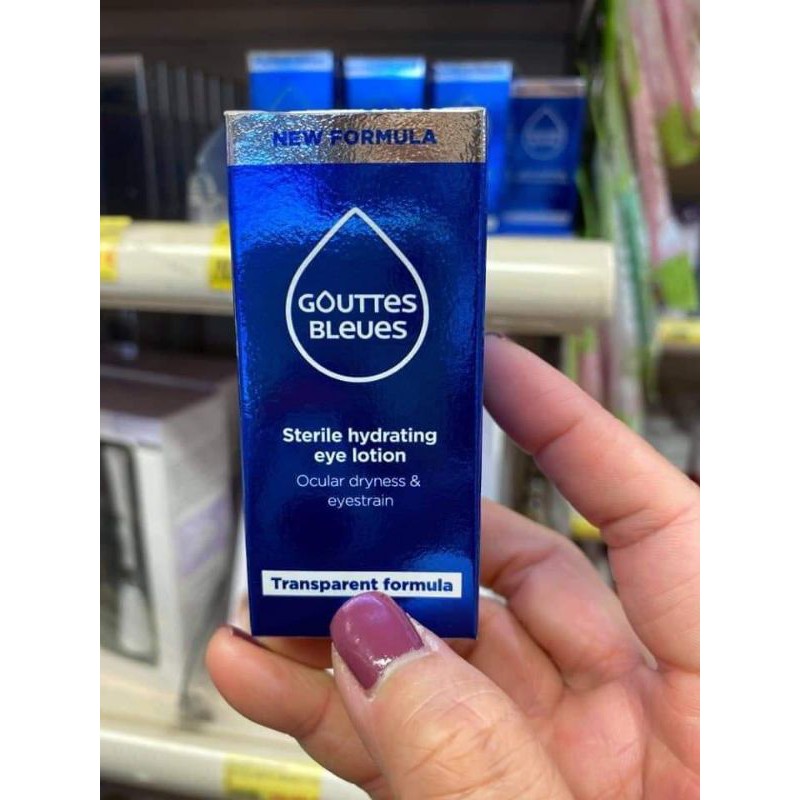 NEW FORMULA
GOUTTES
BLEUES
Sterile hydrating
eye lotion
Ocular dryness &
eyestrain
Transparent formula